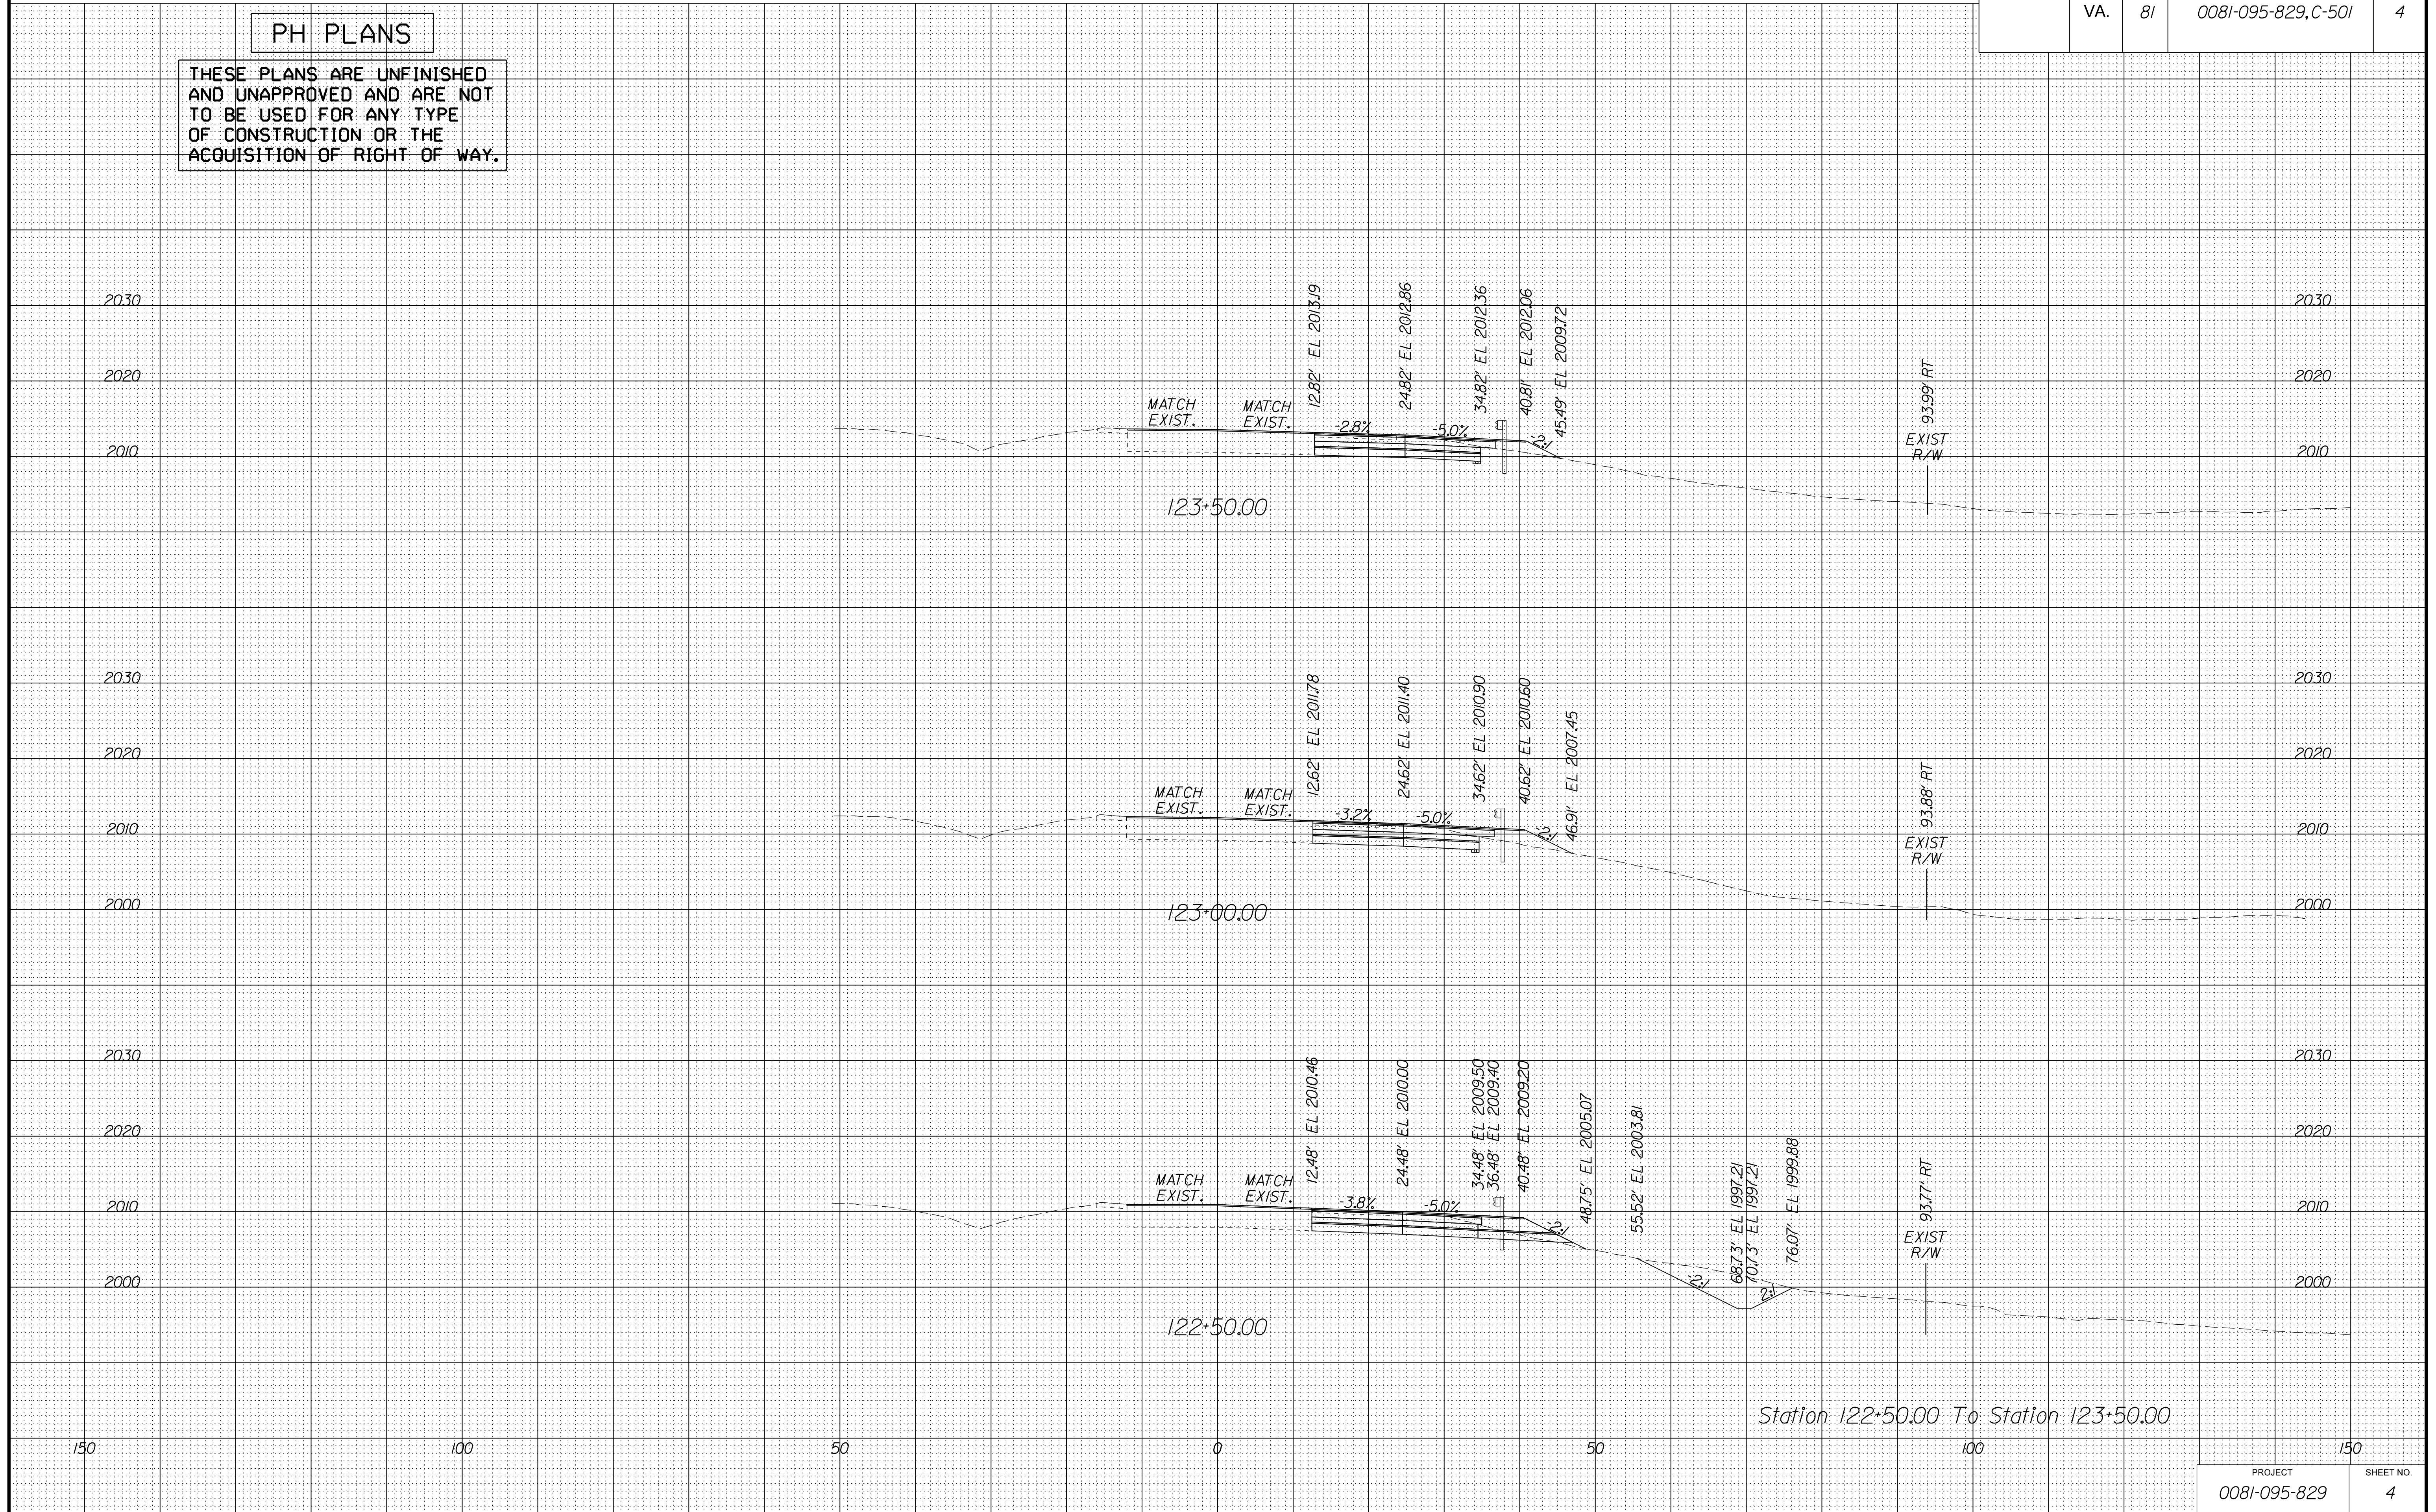 VA. 81 0081-095-829, C-501 4
PH PLANS
THESE PLANS ARE UNFINISHED
AND UNAPPROVED AND ARE NOT
TO BE USED FOR ANY TYPE
OF CONSTRUCTION OR THE
ACQUISITION OF RIGHT OF WAY.
2030 2030
2020 2020
2010 2010
12.82' EL 2013.19
24.82' EL 2012.86
34.82' EL 2012.36
40.81' EL 2012.06
45.49' EL 2009.72
93.99' RT
EXIST
R/W
MATCH
EXIST.
MATCH
EXIST.
-2.8%
-5.0%
-2:1
123+50.00
2030 2030
2020 2020
2010 2010
2000 2000
12.62' EL 2011.78
24.62' EL 2011.40
34.62' EL 2010.90
40.62' EL 2010.60
46.91' EL 2007.45
93.88' RT
EXIST
R/W
MATCH
EXIST.
MATCH
EXIST.
-3.2%
-5.0%
-2:1
123+00.00
2030 2030
2020 2020
2010 2010
2000 2000
12.48' EL 2010.46
24.48' EL 2010.00
34.48' EL 2009.50
36.48' EL 2009.40
40.48' EL 2009.20
48.75' EL 2005.07
55.52' EL 2003.81
68.73' EL 1997.21
70.73' EL 1997.21
76.07' EL 1999.88
93.77' RT
EXIST
R/W
MATCH
EXIST.
MATCH
EXIST.
-3.8%
-5.0%
-2:1
-2:1
2:1
122+50.00
Station 122+50.00 To Station 123+50.00
150 100 50 0 50 100 150
PROJECT SHEET NO.
0081-095-829 4